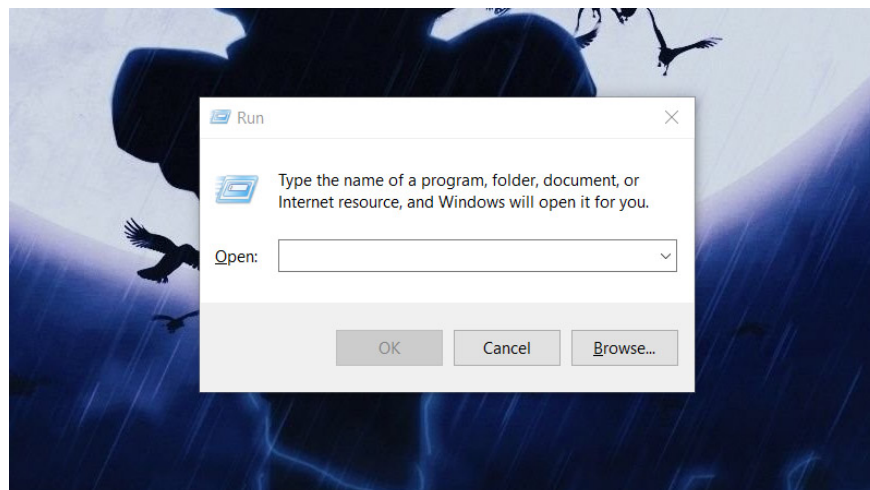 Run
Type the name of a program, folder, document, or
Internet resource, and Windows will open it for you.
Open:
OK
Cancel
Browse...